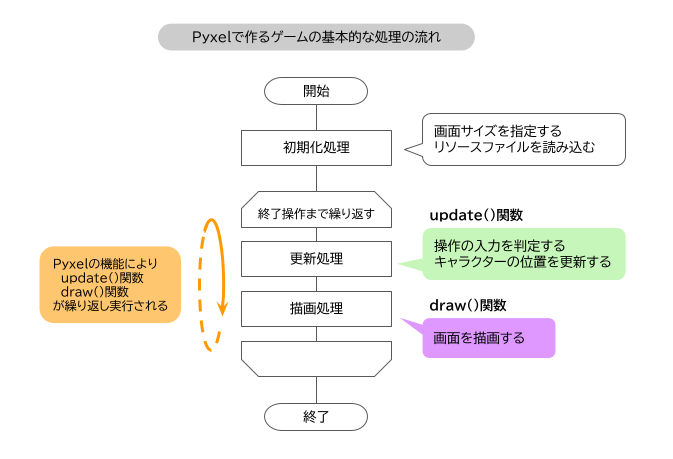 Pyxelで作るゲームの基本的な処理の流れ
開始
初期化処理
画面サイズを指定する
リソースファイルを読み込む
終了操作まで繰り返す
update()関数
更新処理
操作の入力を判定する
キャラクターの位置を更新する
Pyxelの機能により
update()関数
draw()関数
が繰り返し実行される
draw()関数
描画処理
画面を描画する
終了